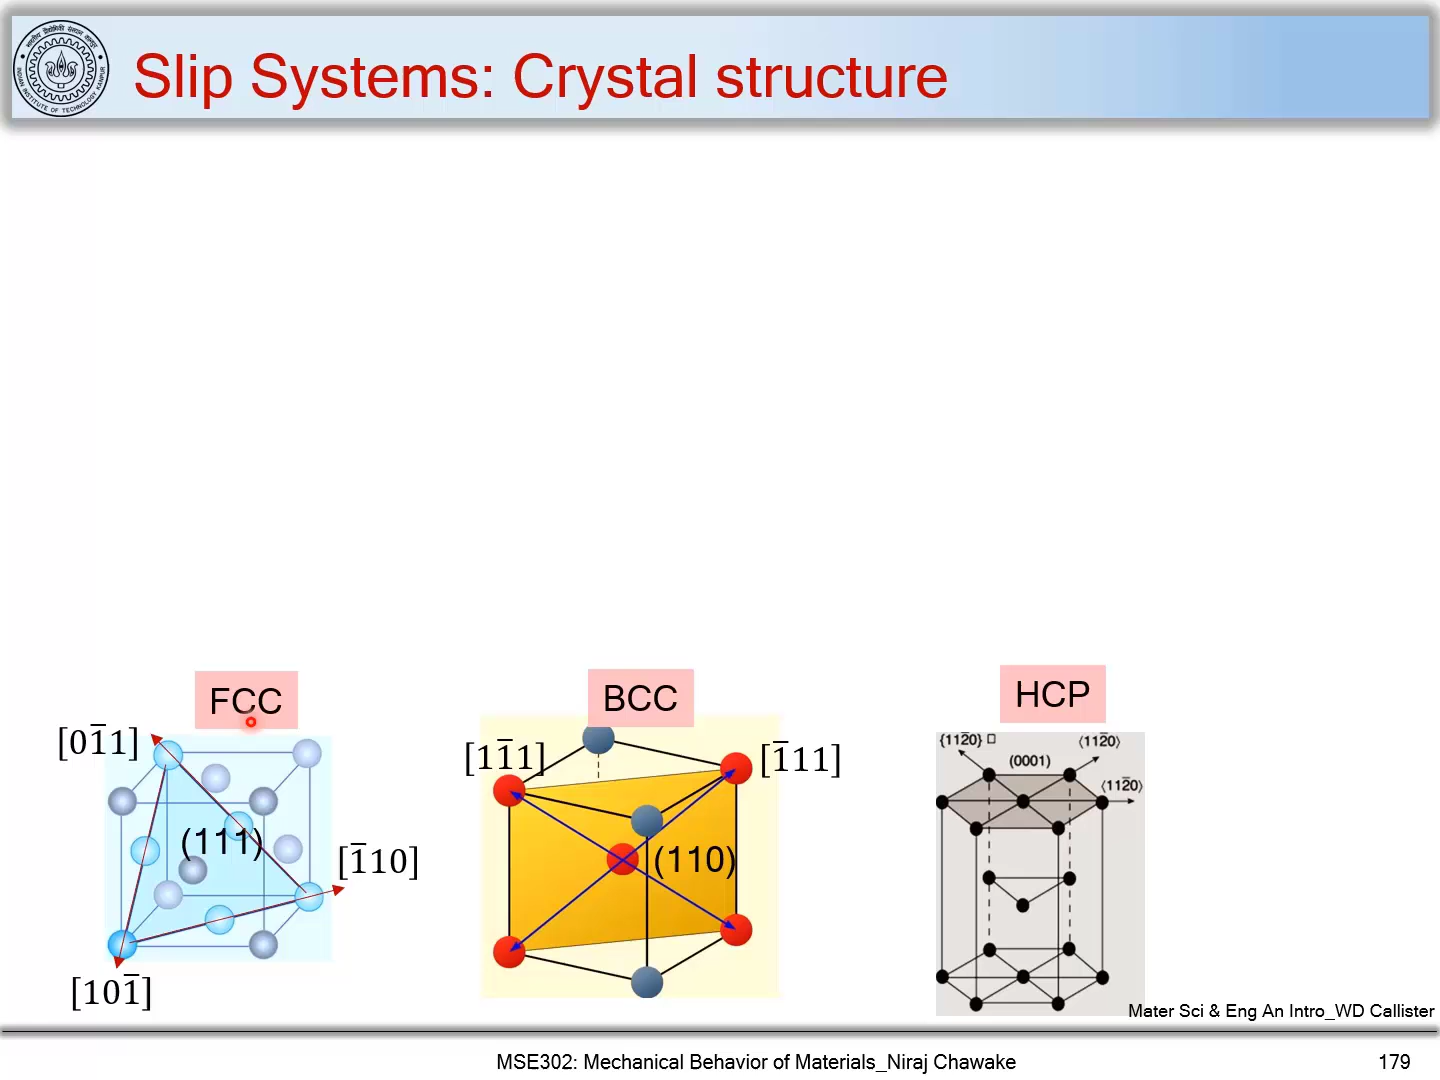 Slip Systems: Crystal structure
FCC
[01̅1]
(111)
[1̅10]
[101̅]
BCC
[11̅1]
[1̅11]
(110)
HCP
{112̅0} □
⟨112̅0⟩
(0001)
⟨112̅0⟩
Mater Sci & Eng An Intro_WD Callister
MSE302: Mechanical Behavior of Materials_Niraj Chawake
179